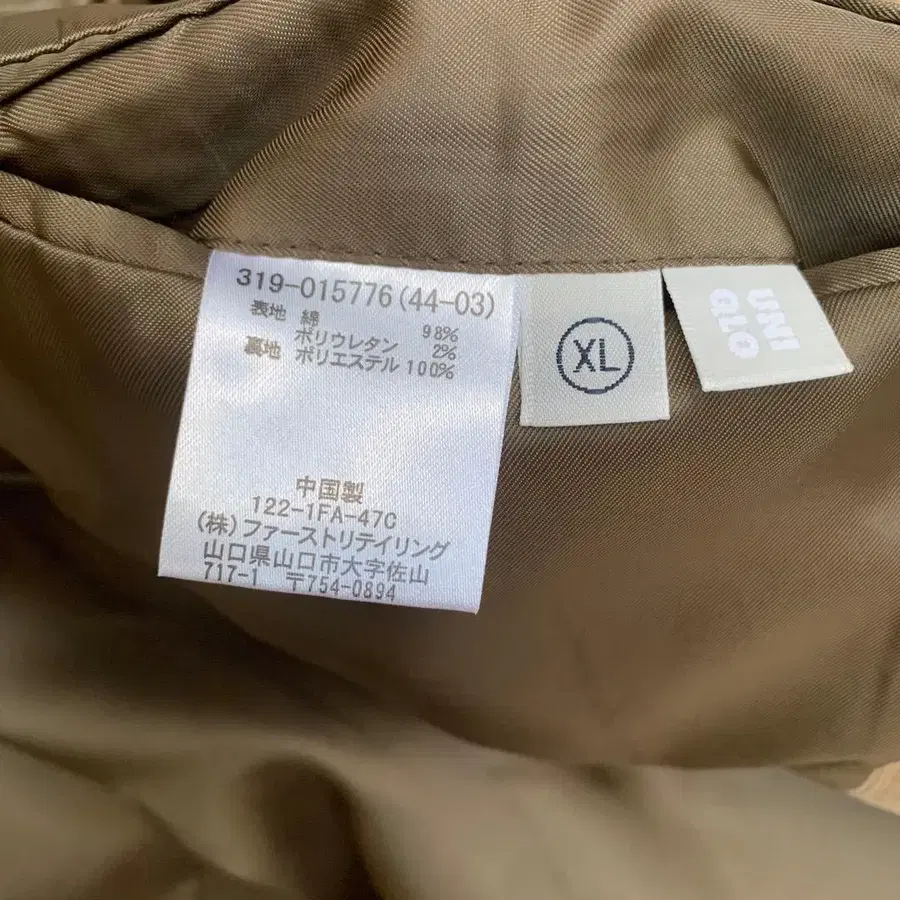 319-015776(44-03)
表地 綿 98%
ポリウレタン 2%
裏地 ポリエステル 100%
中国製
122-1FA-47C
(株)ファーストリテイリング
山口県山口市大字佐山
717-1 〒754-0894
XL
UNI
QLO